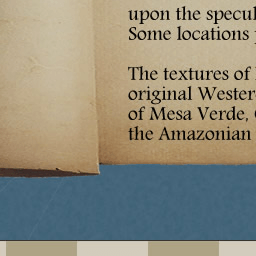 upon the specul
Some locations
The textures of
original Wester
of Mesa Verde,
the Amazonian